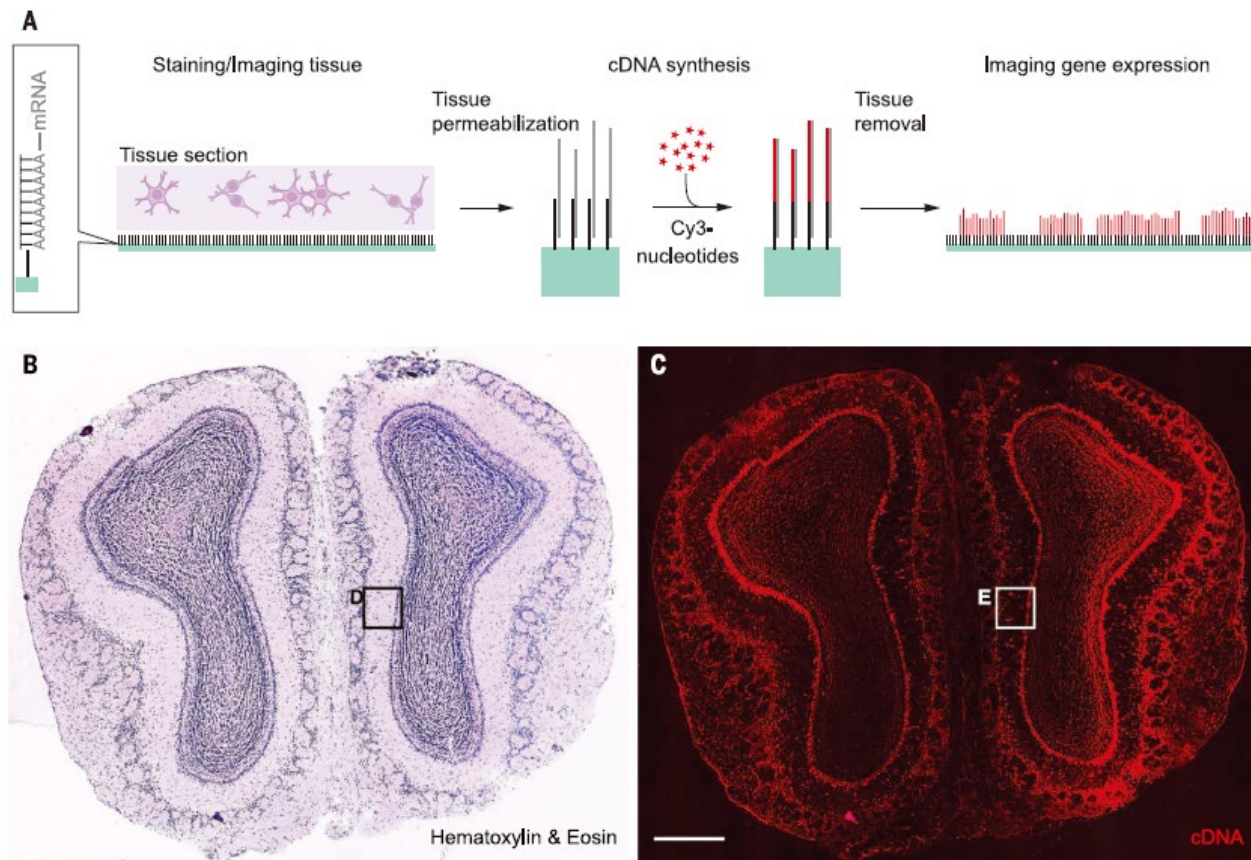 A
Staining/Imaging tissue
cDNA synthesis
Imaging gene expression
AAAAAAAAA—mRNA
Tissue section
Tissue
permeabilization
Cy3-
nucleotides
Tissue
removal
B
D
Hematoxylin & Eosin
C
E
cDNA